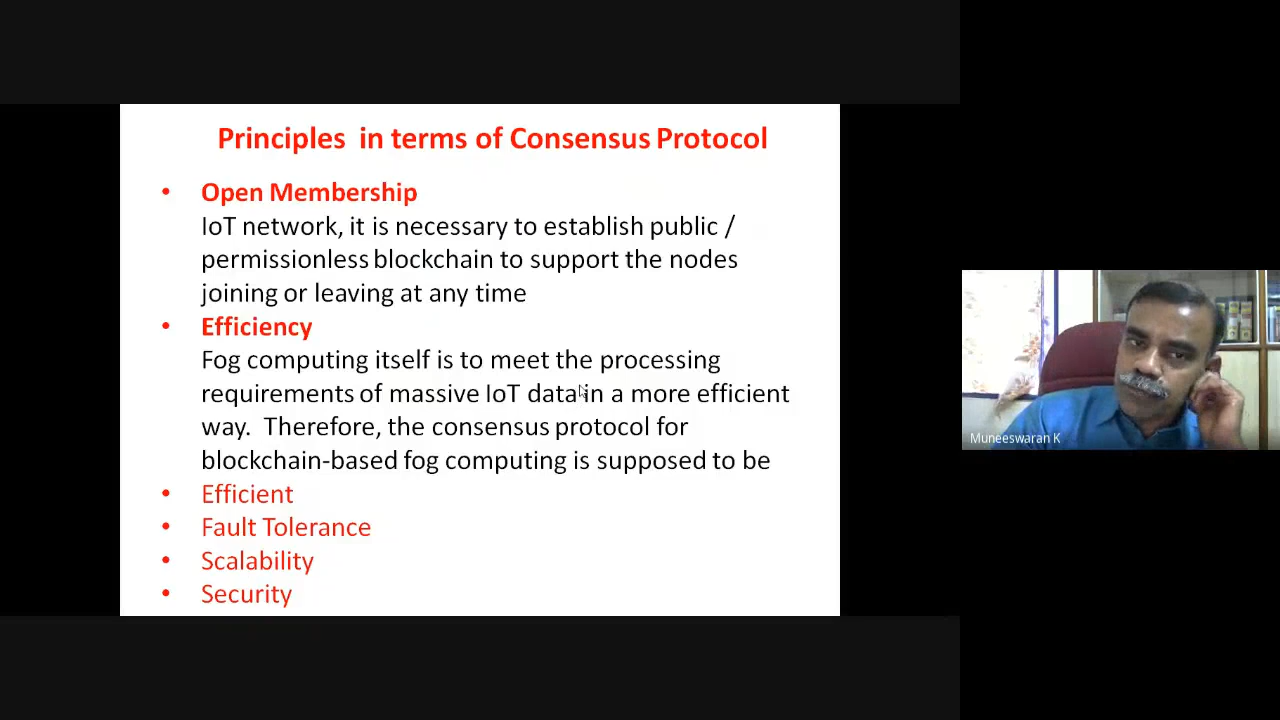 Principles in terms of Consensus Protocol
• Open Membership
IoT network, it is necessary to establish public /
permissionless blockchain to support the nodes
joining or leaving at any time
• Efficiency
Fog computing itself is to meet the processing
requirements of massive IoT data in a more efficient
way. Therefore, the consensus protocol for
blockchain-based fog computing is supposed to be
• Efficient
• Fault Tolerance
• Scalability
• Security
Muneeswaran K